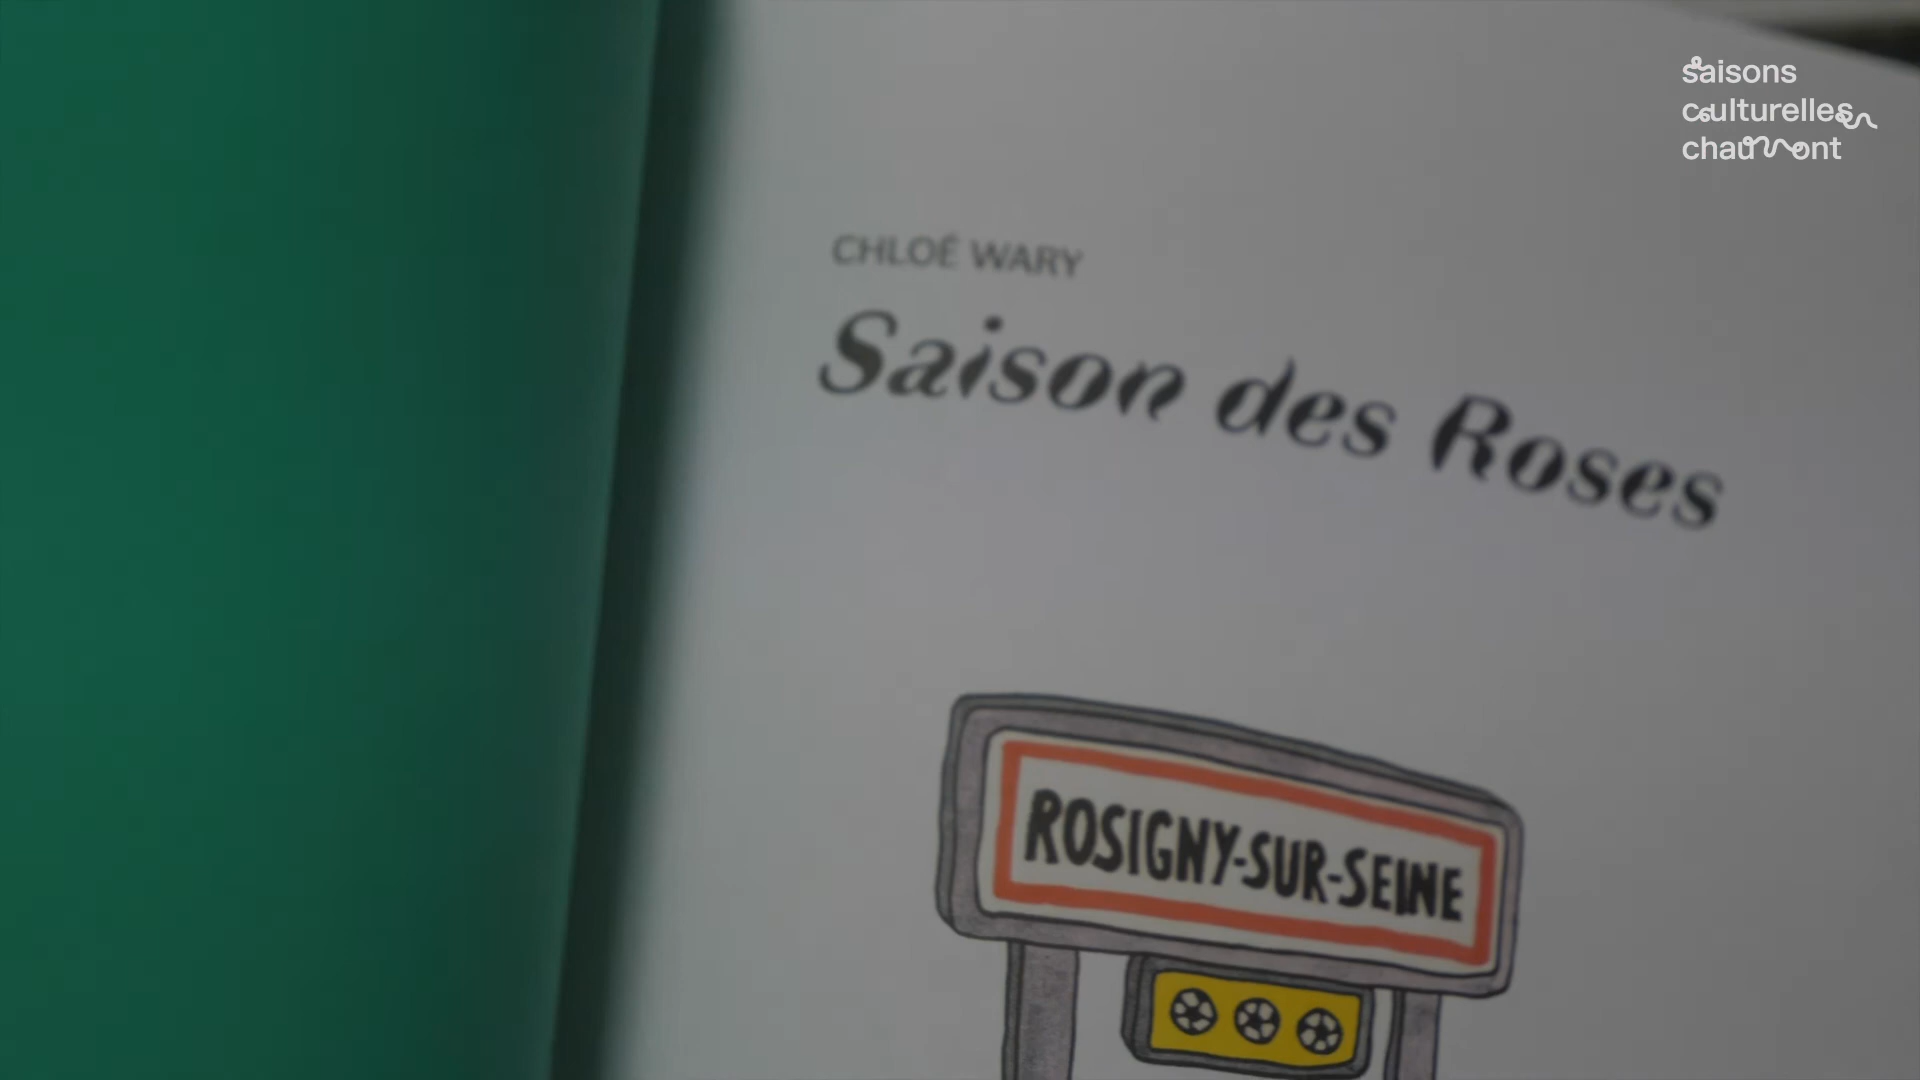 saisons
culturelles
chaumont
CHLOÉ WARY
Saison des Roses
ROSIGNY-SUR-SEINE